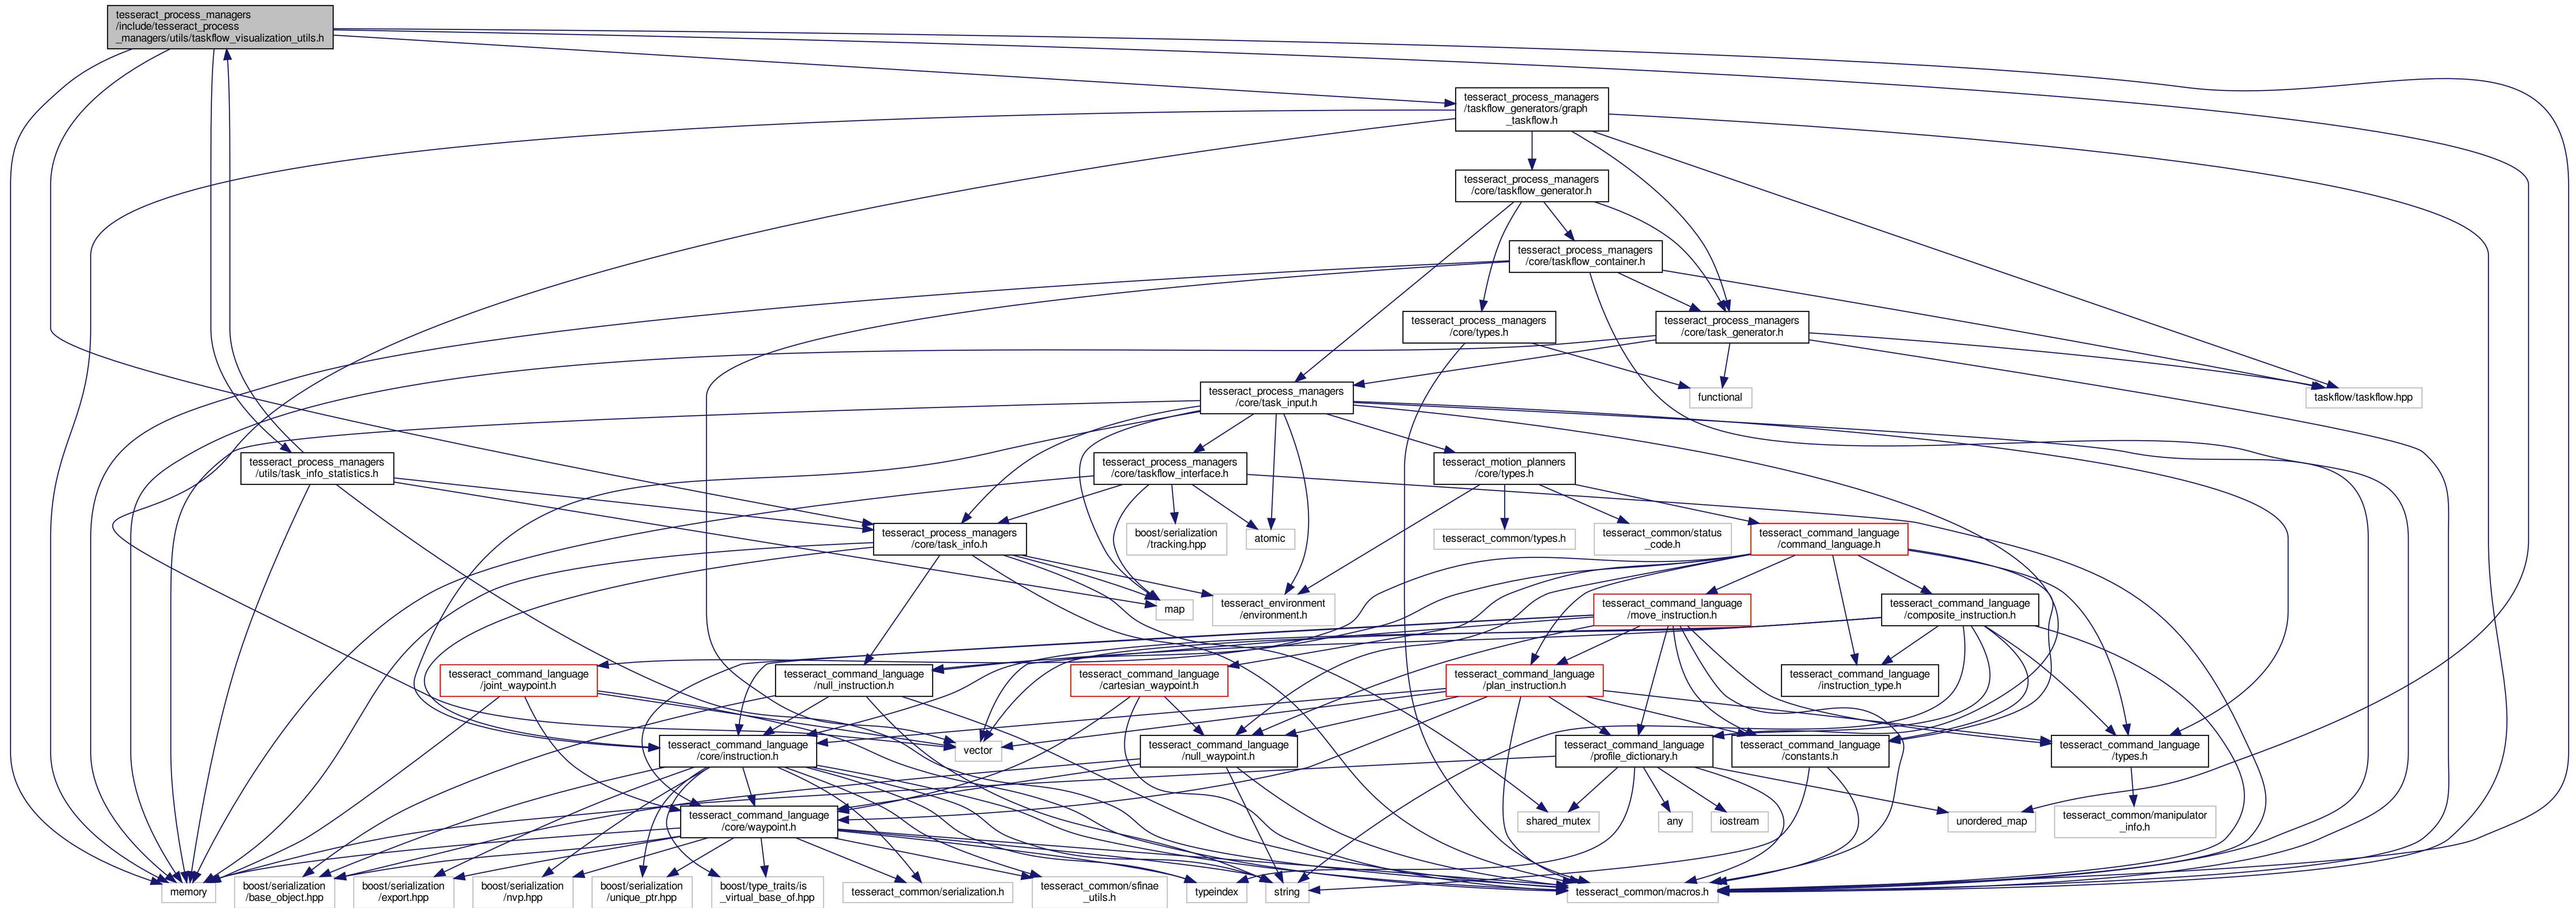 tesseract_process_managers
/include/tesseract_process
_managers/utils/taskflow_visualization_utils.h
tesseract_process_managers
/taskflow_generators/graph
_taskflow.h
tesseract_process_managers
/core/taskflow_generator.h
tesseract_process_managers
/core/taskflow_container.h
tesseract_process_managers
/core/types.h
tesseract_process_managers
/core/task_generator.h
tesseract_process_managers
/core/task_input.h
functional
taskflow/taskflow.hpp
tesseract_process_managers
/utils/task_info_statistics.h
tesseract_process_managers
/core/taskflow_interface.h
tesseract_motion_planners
/core/types.h
tesseract_process_managers
/core/task_info.h
boost/serialization
/tracking.hpp
atomic
tesseract_common/types.h
tesseract_common/status
_code.h
tesseract_command_language
/command_language.h
map
tesseract_environment
/environment.h
tesseract_command_language
/move_instruction.h
tesseract_command_language
/composite_instruction.h
tesseract_command_language
/joint_waypoint.h
tesseract_command_language
/null_instruction.h
tesseract_command_language
/cartesian_waypoint.h
tesseract_command_language
/plan_instruction.h
tesseract_command_language
/instruction_type.h
tesseract_command_language
/core/instruction.h
vector
tesseract_command_language
/null_waypoint.h
tesseract_command_language
/profile_dictionary.h
tesseract_command_language
/constants.h
tesseract_command_language
/types.h
tesseract_command_language
/core/waypoint.h
shared_mutex
any
iostream
unordered_map
tesseract_common/manipulator
_info.h
memory
boost/serialization
/base_object.hpp
boost/serialization
/export.hpp
boost/serialization
/nvp.hpp
boost/serialization
/unique_ptr.hpp
boost/type_traits/is
_virtual_base_of.hpp
tesseract_common/serialization.h
tesseract_common/sfinae
_utils.h
typeindex
string
tesseract_common/macros.h